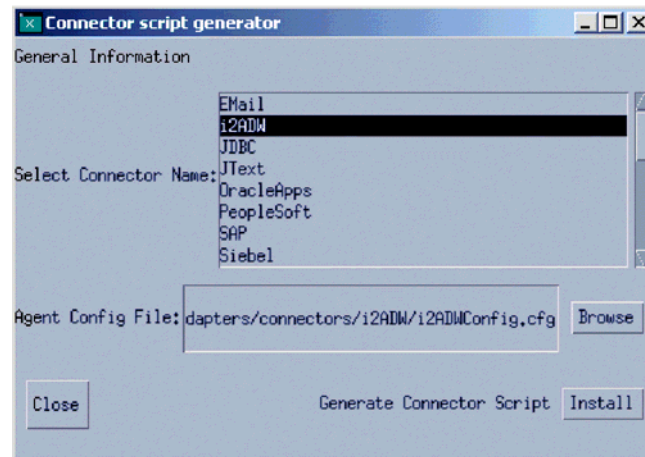 Connector script generator
General Information
EMail
i2ADW
JDBC
Select Connector Name: JText
OracleApps
PeopleSoft
SAP
Siebel
Agent Config File: dapters/connectors/i2ADW/i2ADWConfig.cfg Browse
Close Generate Connector Script Install